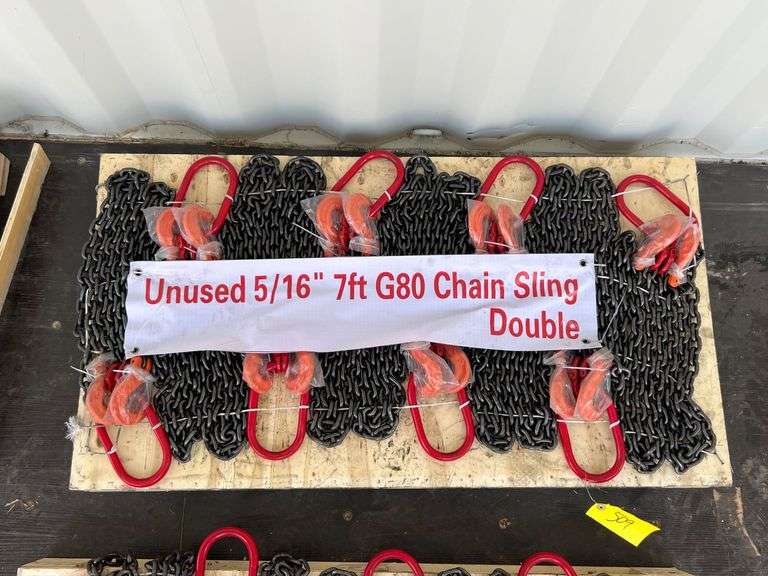 Unused 5/16" 7ft G80 Chain Sling
Double
509